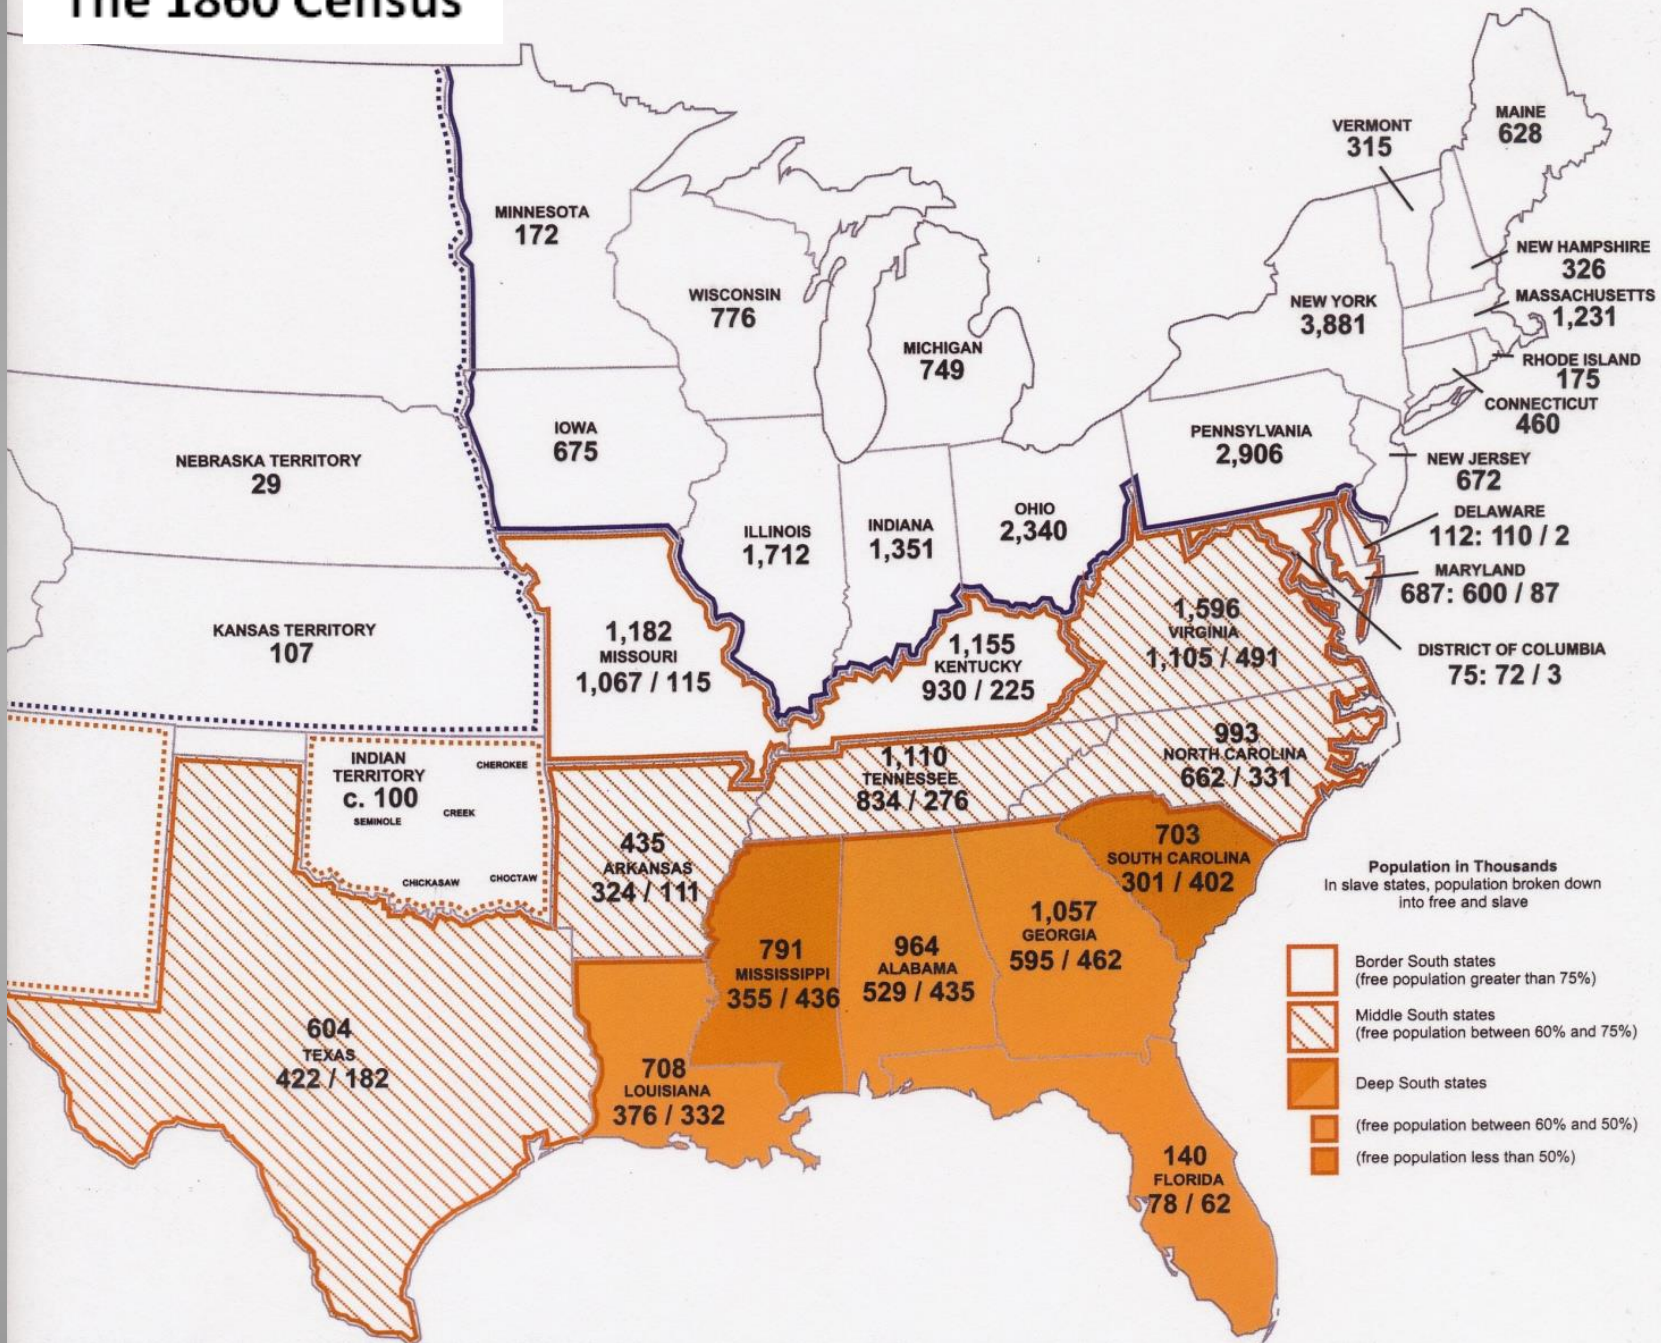 The 1860 Census
MAINE
628
VERMONT
315
MINNESOTA
172
NEW HAMPSHIRE
326
WISCONSIN
776
NEW YORK
3,881
MASSACHUSETTS
1,231
MICHIGAN
749
RHODE ISLAND
175
CONNECTICUT
460
IOWA
675
PENNSYLVANIA
2,906
NEBRASKA TERRITORY
29
NEW JERSEY
672
ILLINOIS
1,712
INDIANA
1,351
OHIO
2,340
DELAWARE
112: 110 / 2
MARYLAND
687: 600 / 87
KANSAS TERRITORY
107
1,182
MISSOURI
1,067 / 115
1,155
KENTUCKY
930 / 225
1,596
VIRGINIA
1,105 / 491
DISTRICT OF COLUMBIA
75: 72 / 3
INDIAN
TERRITORY
c. 100
CHEROKEE
SEMINOLE
CREEK
CHICKASAW
CHOCTAW
1,110
TENNESSEE
834 / 276
993
NORTH CAROLINA
662 / 331
435
ARKANSAS
324 / 111
703
SOUTH CAROLINA
301 / 402
791
MISSISSIPPI
355 / 436
964
ALABAMA
529 / 435
1,057
GEORGIA
595 / 462
604
TEXAS
422 / 182
708
LOUISIANA
376 / 332
140
FLORIDA
78 / 62
Population in Thousands
In slave states, population broken down
into free and slave
Border South states
(free population greater than 75%)
Middle South states
(free population between 60% and 75%)
Deep South states
(free population between 60% and 50%)
(free population less than 50%)